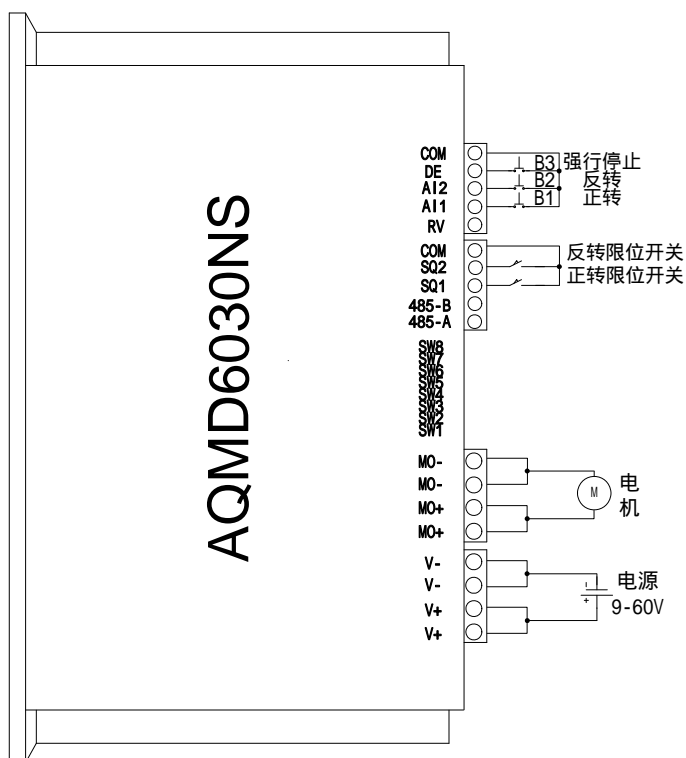 AQMD6030NS
COM
DE B3 强行停止
AI2 B2 反转
AI1 B1 正转
RV
COM 反转限位开关
SQ2 正转限位开关
SQ1
485-B
485-A
SW8
SW7
SW6
SW5
SW4
SW3
SW2
SW1
MO-
MO-
MO+
MO+
M
电
机
V-
V-
V+
V+
-
+
电源
9-60V